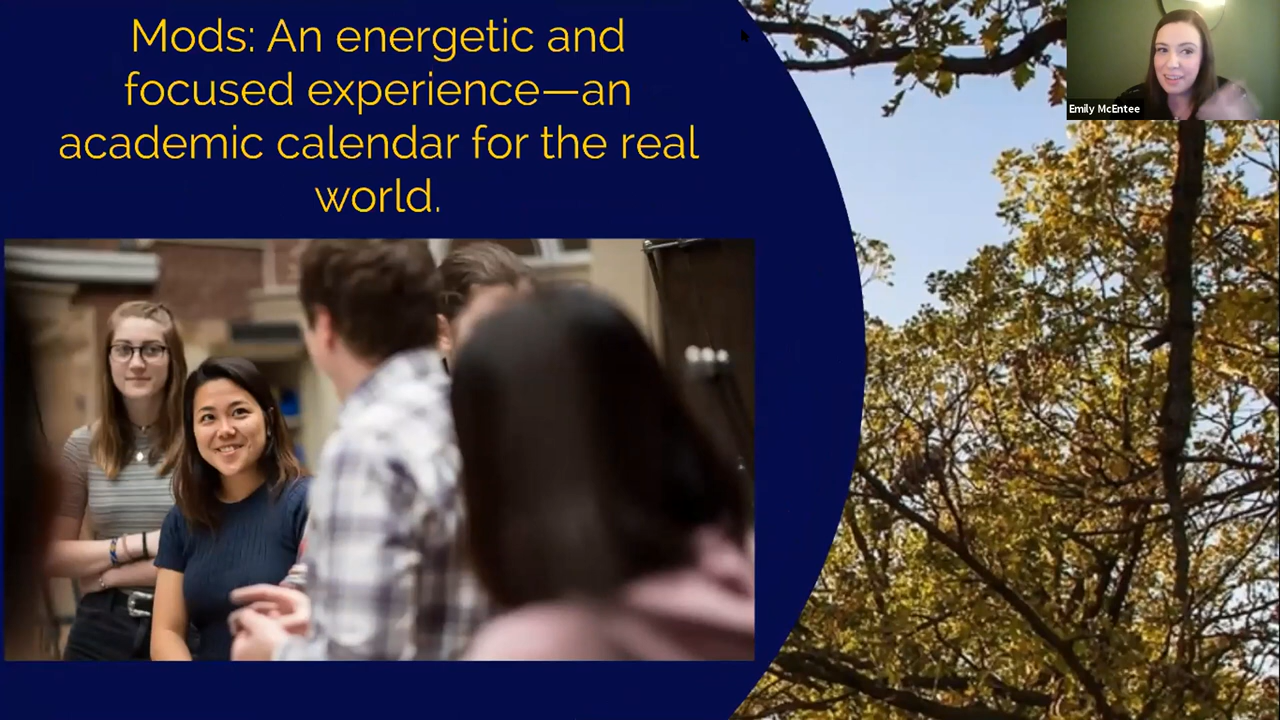 Mods: An energetic and
focused experience—an
academic calendar for the real
world.
Emily McEntee